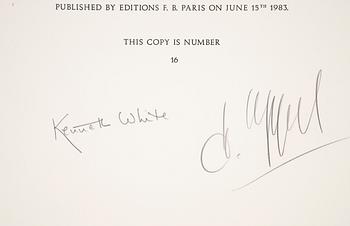 PUBLISHED BY EDITIONS F. B. PARIS ON JUNE 15TH 1983.
THIS COPY IS NUMBER
16
Kenneth White